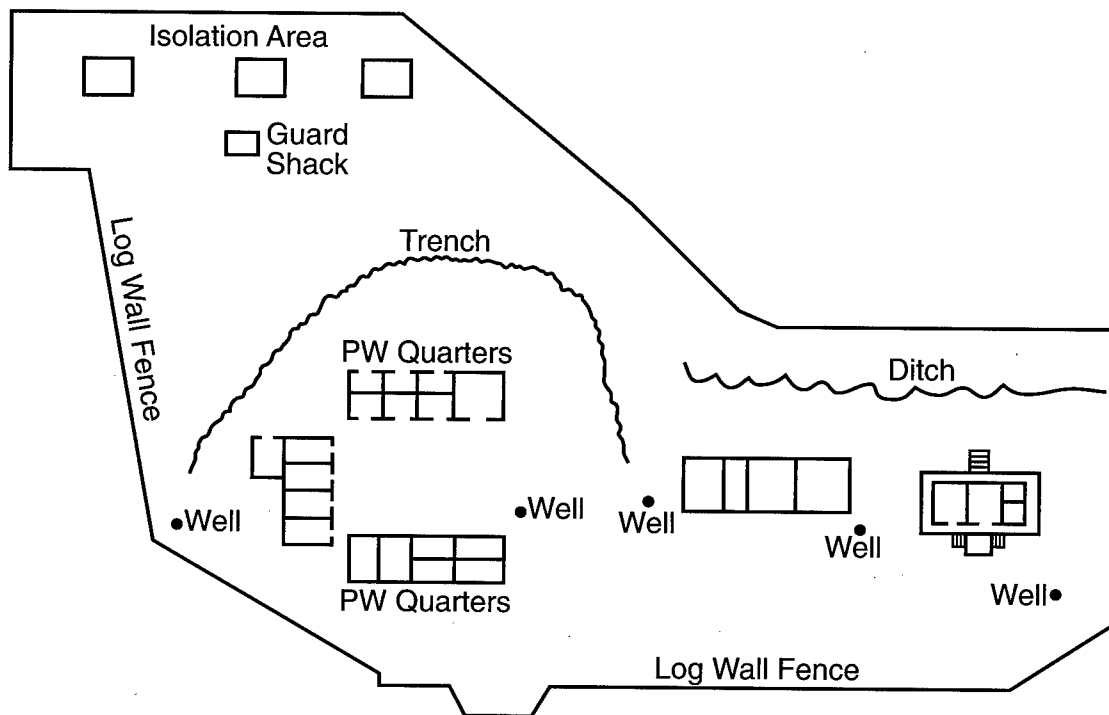 Isolation Area
Guard
Shack
Log Wall Fence
Trench
PW Quarters
Ditch
Well
Well
Well
Well
PW Quarters
Well
Log Wall Fence